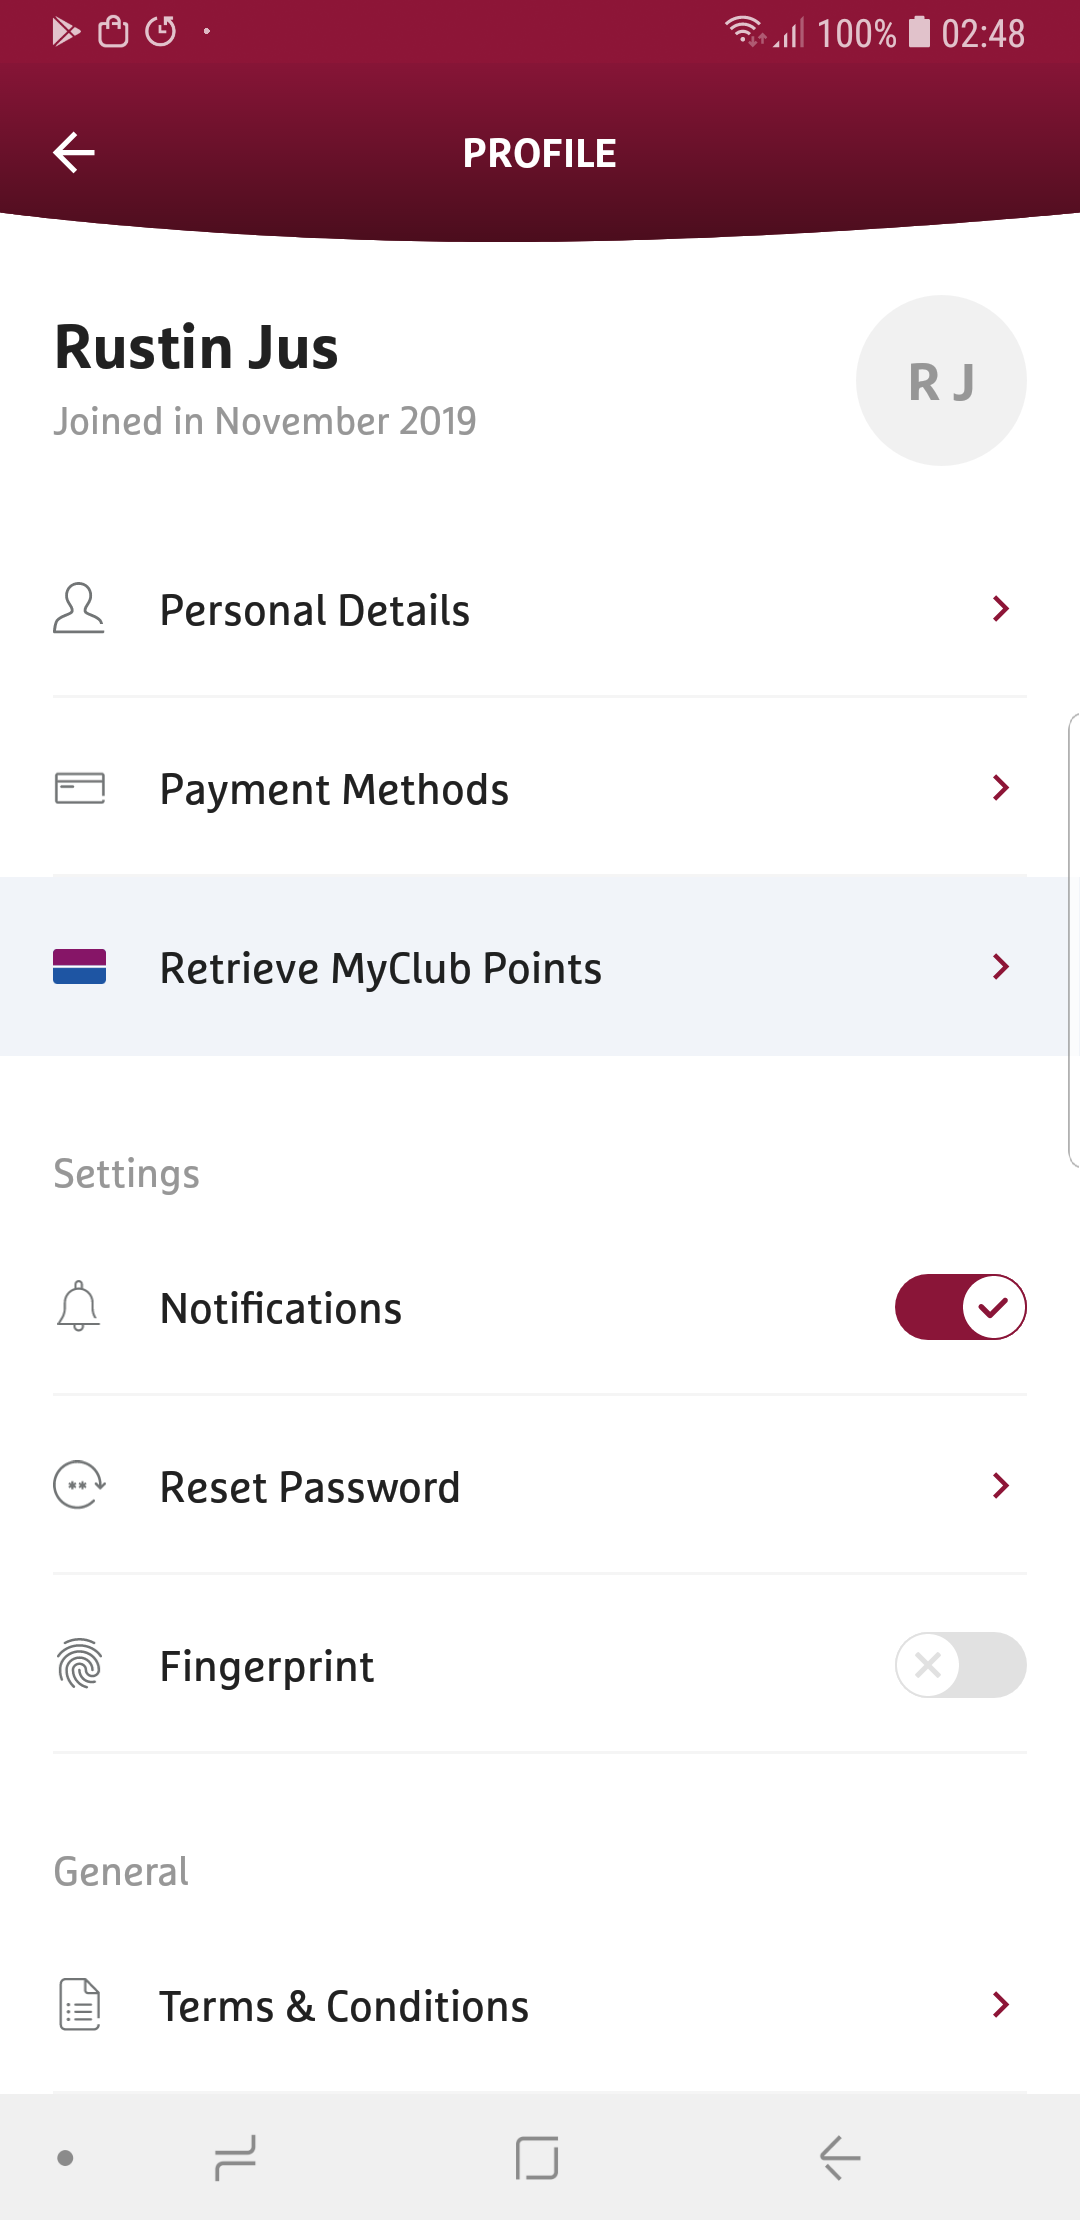 100% 02:48
PROFILE
Rustin Jus
Joined in November 2019
R J
Personal Details
Payment Methods
Retrieve MyClub Points
Settings
Notifications
Reset Password
Fingerprint
General
Terms & Conditions